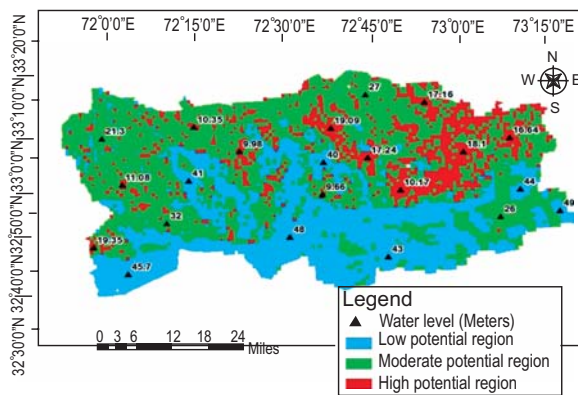 72°0'0"E 72°15'0"E 72°30'0"E 72°45'0"E 73°0'0"E 73°15'0"E
33°20'0"N
33°10'0"N
33°0'0"N
32°50'0"N
32°40'0"N
32°30'0"N
N
W E
S
27
17:16
10:35
19:09
21:3
16:64
9:98
18:1
17:24
40
11:08
41
10:17
44
9:66
49
26
32
48
19:35
43
45:7
0 3 6 12 18 24
Miles
Legend
Water level (Meters)
Low potential region
Moderate potential region
High potential region